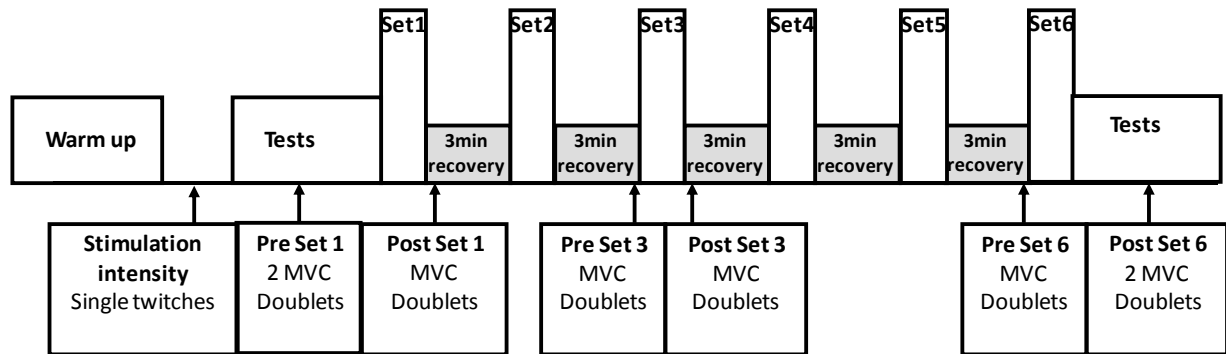 Set1
Set2
Set3
Set4
Set5
Set6
Warm up
Tests
3min
recovery
3min
recovery
3min
recovery
3min
recovery
3min
recovery
Tests
Stimulation
intensity
Single twitches
Pre Set 1
2 MVC
Doublets
Post Set 1
MVC
Doublets
Pre Set 3
MVC
Doublets
Post Set 3
MVC
Doublets
Pre Set 6
MVC
Doublets
Post Set 6
2 MVC
Doublets